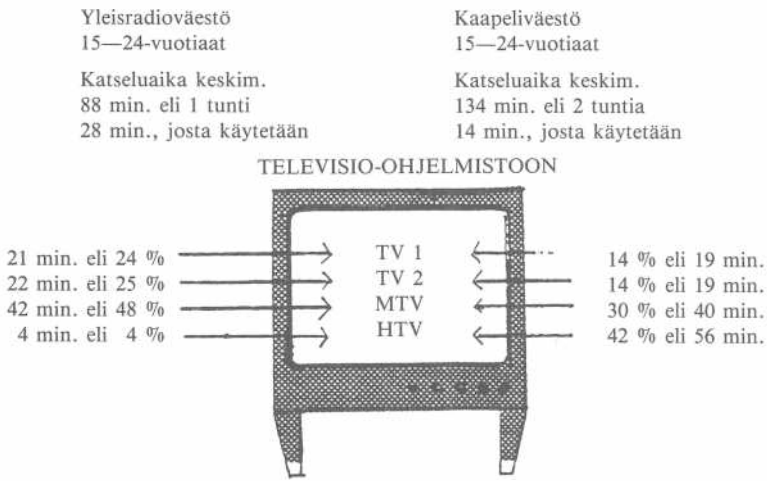 Yleisradioväestö
15—24-vuotiaat
Katseluaika keskim.
88 min. eli 1 tunti
28 min., josta käytetään
Kaapeliväestö
15—24-vuotiaat
Katseluaika keskim.
134 min. eli 2 tuntia
14 min., josta käytetään
TELEVISIO-OHJELMISTOON
21 min. eli 24 %
22 min. eli 25 %
42 min. eli 48 %
4 min. eli 4 %
TV 1
TV 2
MTV
HTV
14 % eli 19 min.
14 % eli 19 min.
30 % eli 40 min.
42 % eli 56 min.